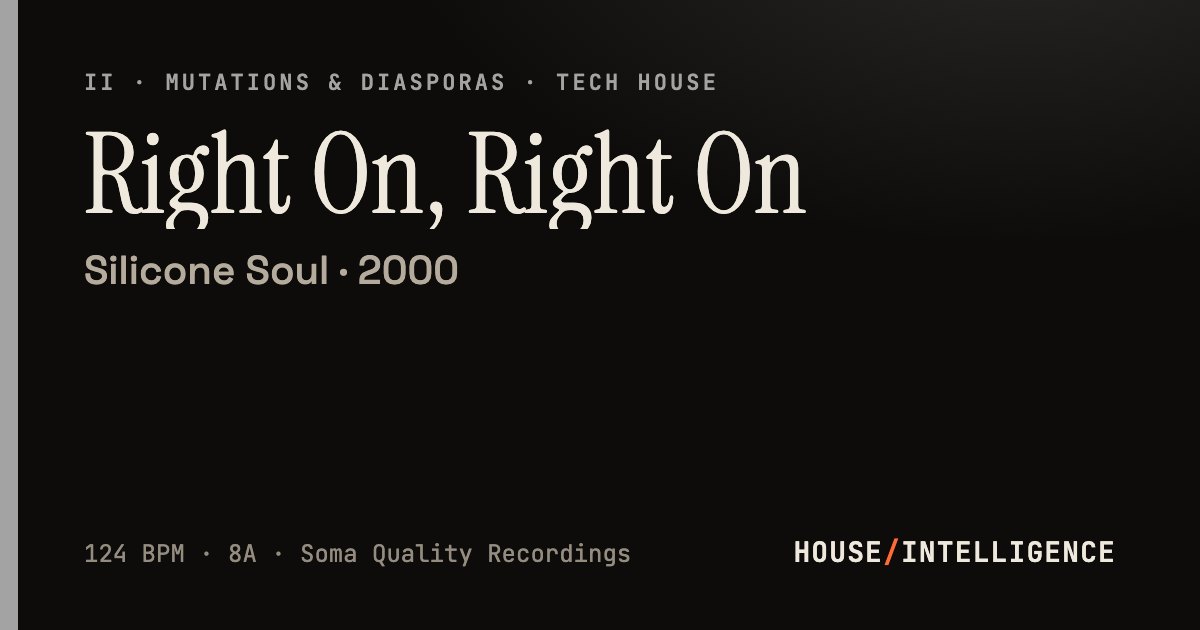 II · MUTATIONS & DIASPORAS · TECH HOUSE
Right On, Right On
Silicone Soul · 2000
124 BPM · 8A · Soma Quality Recordings
HOUSE/INTELLIGENCE